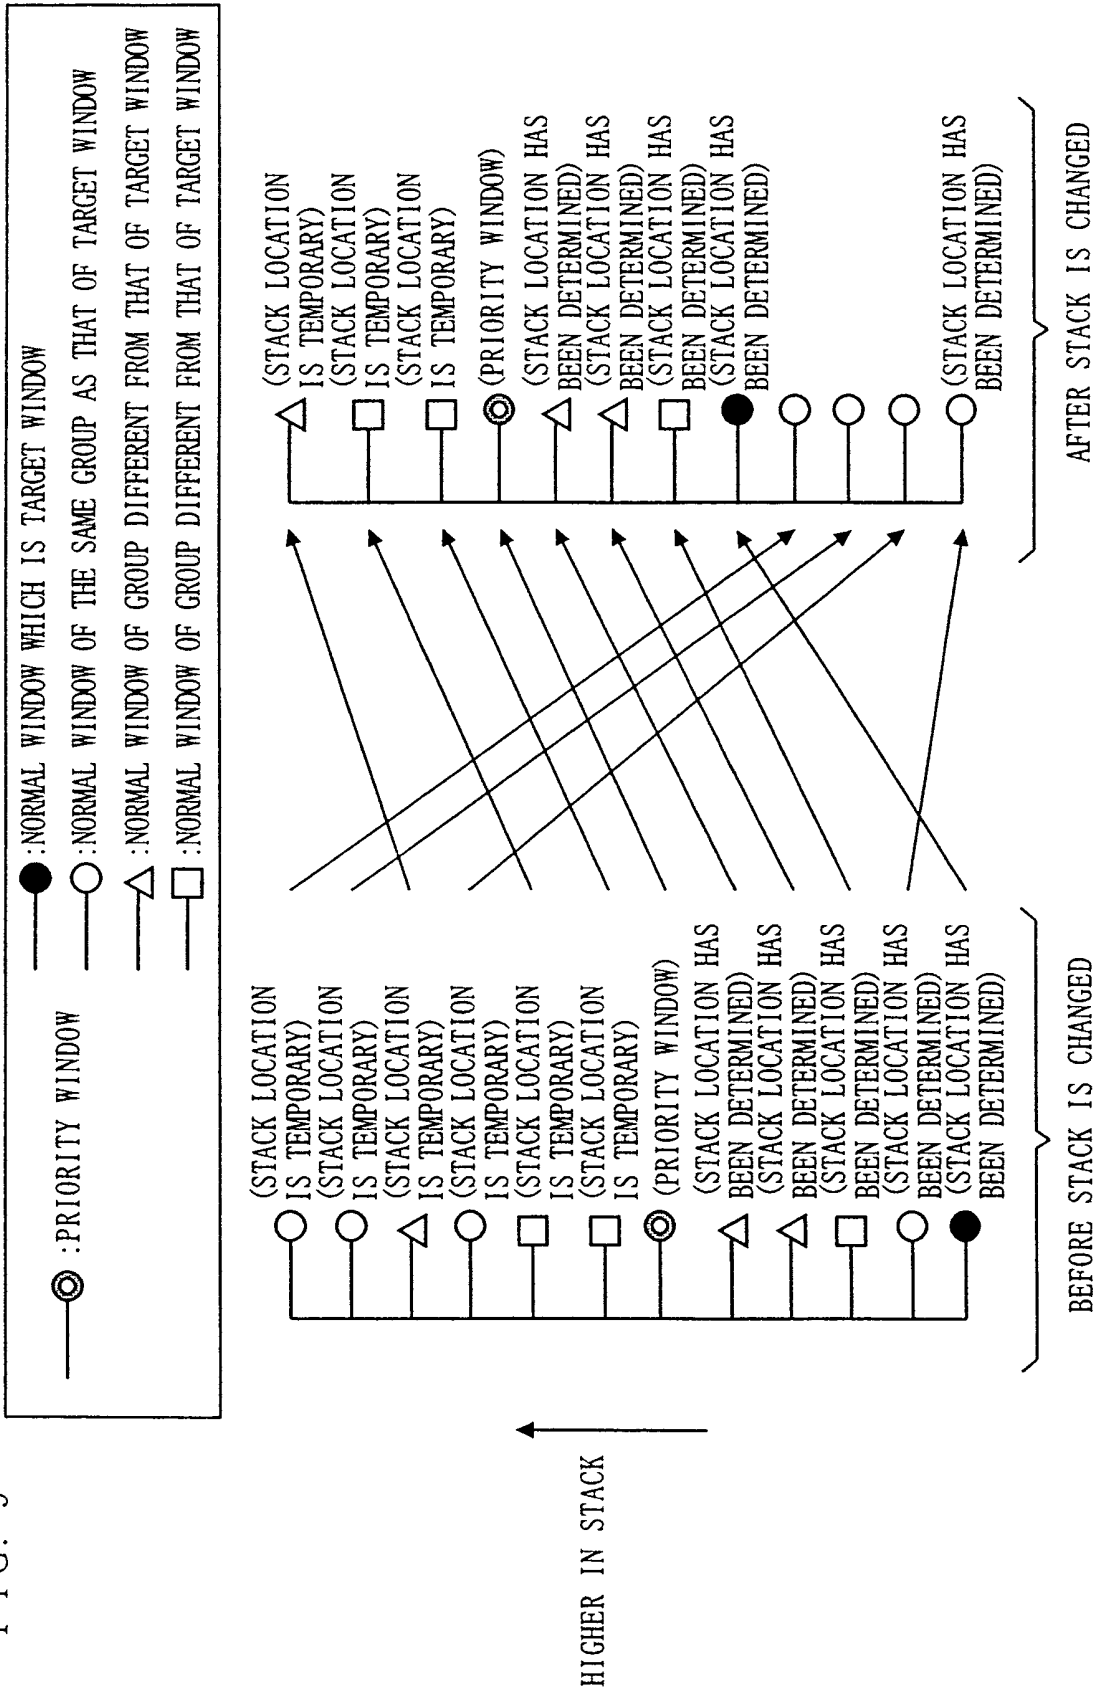 :PRIORITY WINDOW
:NORMAL WINDOW WHICH IS TARGET WINDOW
:NORMAL WINDOW OF THE SAME GROUP AS THAT OF TARGET WINDOW
:NORMAL WINDOW OF GROUP DIFFERENT FROM THAT OF TARGET WINDOW
:NORMAL WINDOW OF GROUP DIFFERENT FROM THAT OF TARGET WINDOW
HIGHER IN STACK
(STACK LOCATION
IS TEMPORARY)
(STACK LOCATION
IS TEMPORARY)
(STACK LOCATION
IS TEMPORARY)
(STACK LOCATION
IS TEMPORARY)
(STACK LOCATION
IS TEMPORARY)
(STACK LOCATION
IS TEMPORARY)
(PRIORITY WINDOW)
(STACK LOCATION HAS
BEEN DETERMINED)
(STACK LOCATION HAS
BEEN DETERMINED)
(STACK LOCATION HAS
BEEN DETERMINED)
(STACK LOCATION HAS
BEEN DETERMINED)
(STACK LOCATION HAS
BEEN DETERMINED)
BEFORE STACK IS CHANGED
(STACK LOCATION
IS TEMPORARY)
(STACK LOCATION
IS TEMPORARY)
(STACK LOCATION
IS TEMPORARY)
(PRIORITY WINDOW)
(STACK LOCATION HAS
BEEN DETERMINED)
(STACK LOCATION HAS
BEEN DETERMINED)
(STACK LOCATION HAS
BEEN DETERMINED)
(STACK LOCATION HAS
BEEN DETERMINED)
(STACK LOCATION HAS
BEEN DETERMINED)
AFTER STACK IS CHANGED